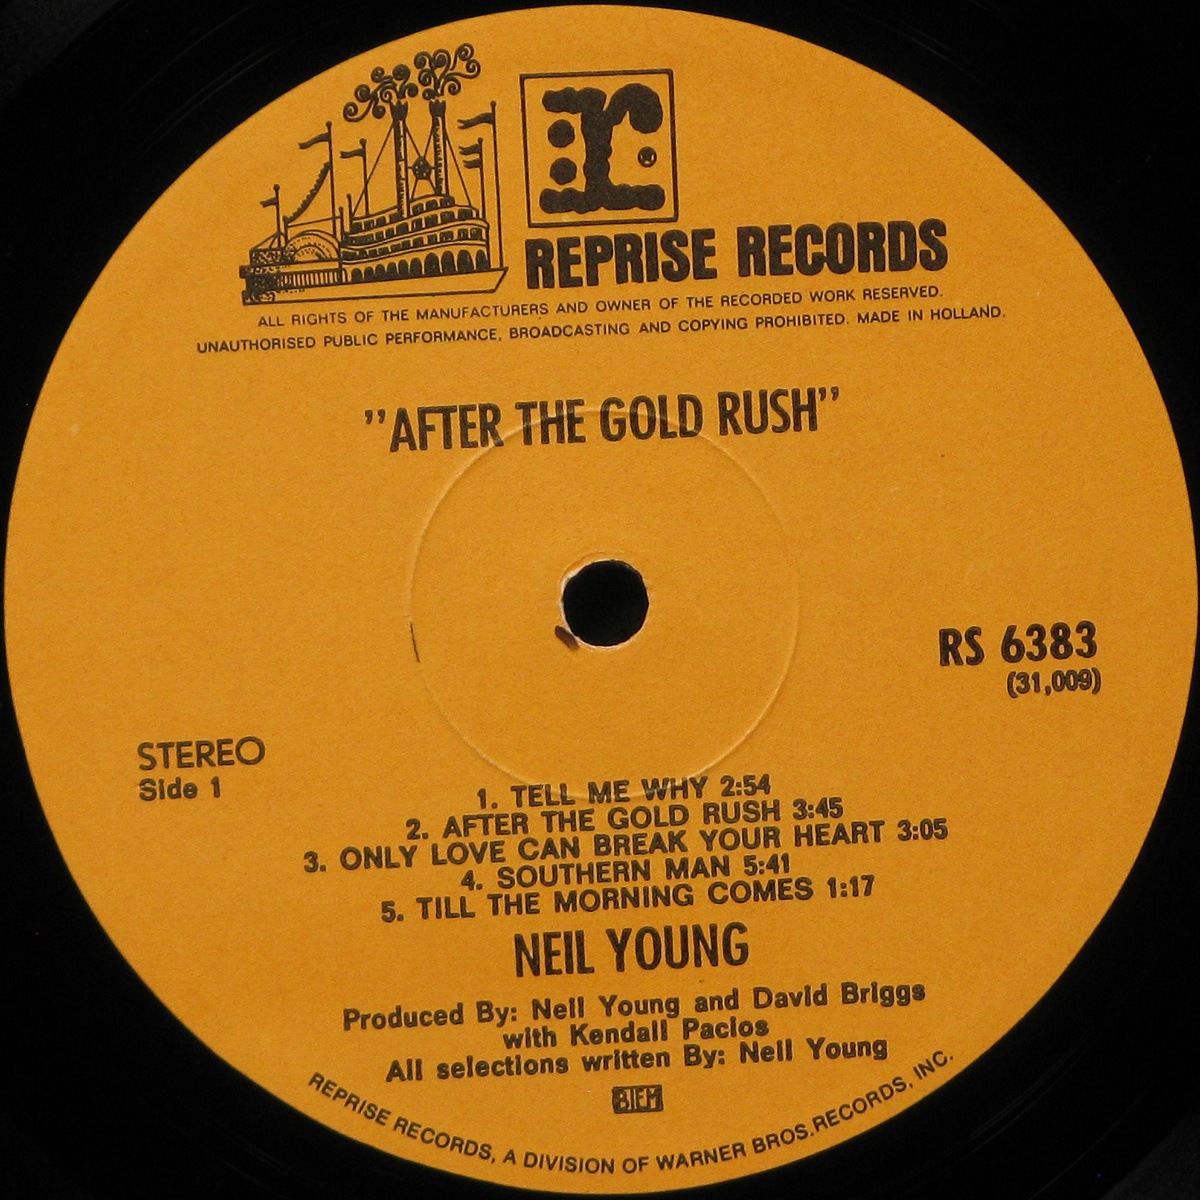 r
REPRISE RECORDS
ALL RIGHTS OF THE MANUFACTURERS AND OWNER OF THE RECORDED WORK RESERVED.
UNAUTHORISED PUBLIC PERFORMANCE, BROADCASTING AND COPYING PROHIBITED. MADE IN HOLLAND.
"AFTER THE GOLD RUSH"
RS 6383
(31,009)
STEREO
Side 1
1. TELL ME WHY 2:54
2. AFTER THE GOLD RUSH 3:45
3. ONLY LOVE CAN BREAK YOUR HEART 3:05
4. SOUTHERN MAN 5:41
5. TILL THE MORNING COMES 1:17
NEIL YOUNG
Produced By: Neil Young and David Briggs
with Kendall Pacios
All selections written By: Neil Young
BIEM
REPRISE RECORDS, A DIVISION OF WARNER BROS. RECORDS, INC.